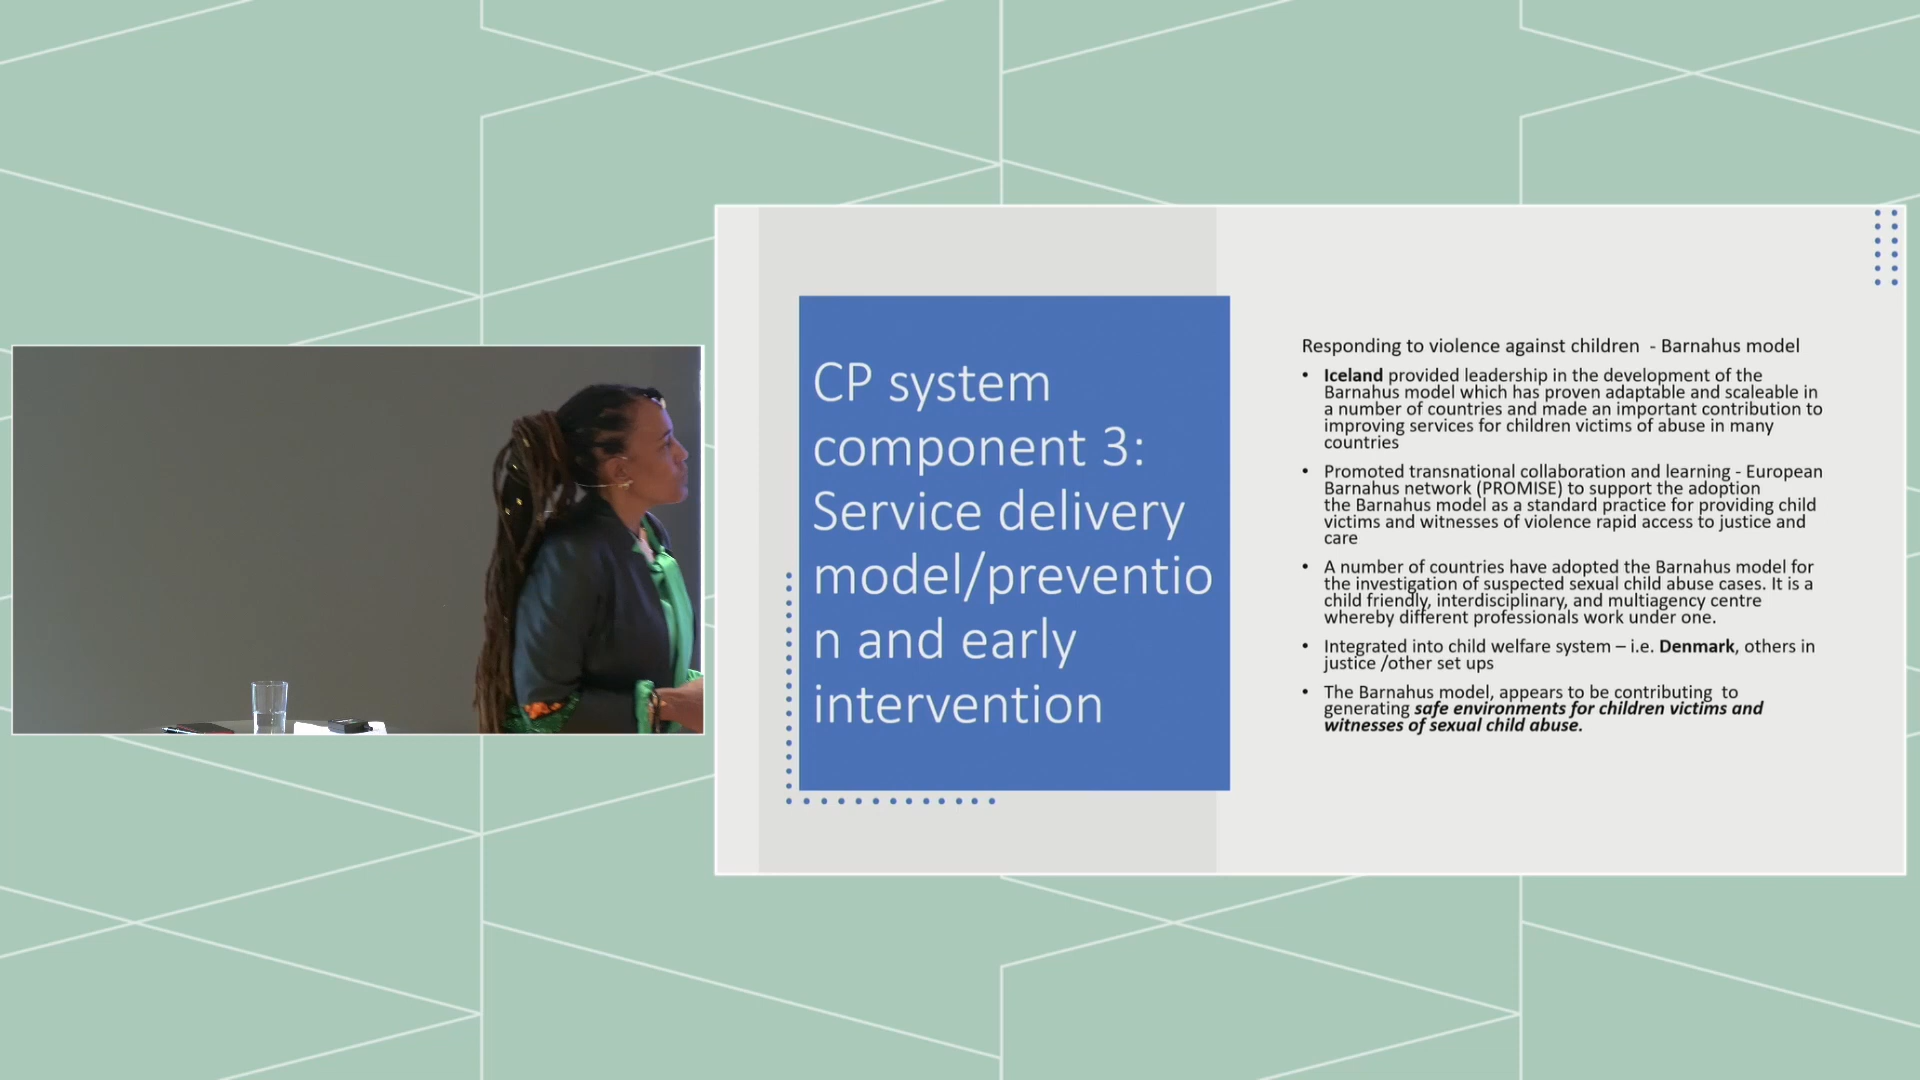 CP system
component 3:
Service delivery
model/preventio
n and early
intervention
Responding to violence against children  - Barnahus model
• Iceland provided leadership in the development of the
Barnahus model which has proven adaptable and scaleable in
a number of countries and made an important contribution to
improving services for children victims of abuse in many
countries
• Promoted transnational collaboration and learning - European
Barnahus network (PROMISE) to support the adoption
the Barnahus model as a standard practice for providing child
victims and witnesses of violence rapid access to justice and
care
• A number of countries have adopted the Barnahus model for
the investigation of suspected sexual child abuse cases. It is a
child friendly, interdisciplinary, and multiagency centre
whereby different professionals work under one.
• Integrated into child welfare system – i.e. Denmark, others in
justice /other set ups
• The Barnahus model, appears to be contributing  to
generating safe environments for children victims and
witnesses of sexual child abuse.